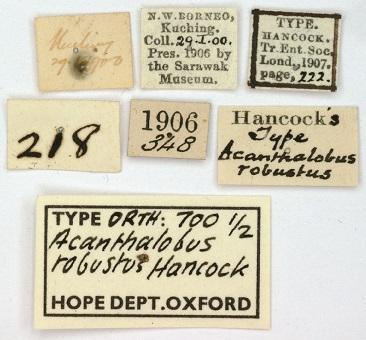 Kuching
N.W. BORNEO,
Kuching.
Coll. 29-I.00.
Pres. 1906 by
the Sarawak
Museum.
TYPE.
HANCOCK.
Tr. Ent. Soc.
Lond., 1907.
page, 222.
218
1906
348
Hancock's
Type
Acanthalobus
robustus
TYPE ORTH: 700 1/2
Acanthalobus
robustus Hancock
HOPE DEPT. OXFORD